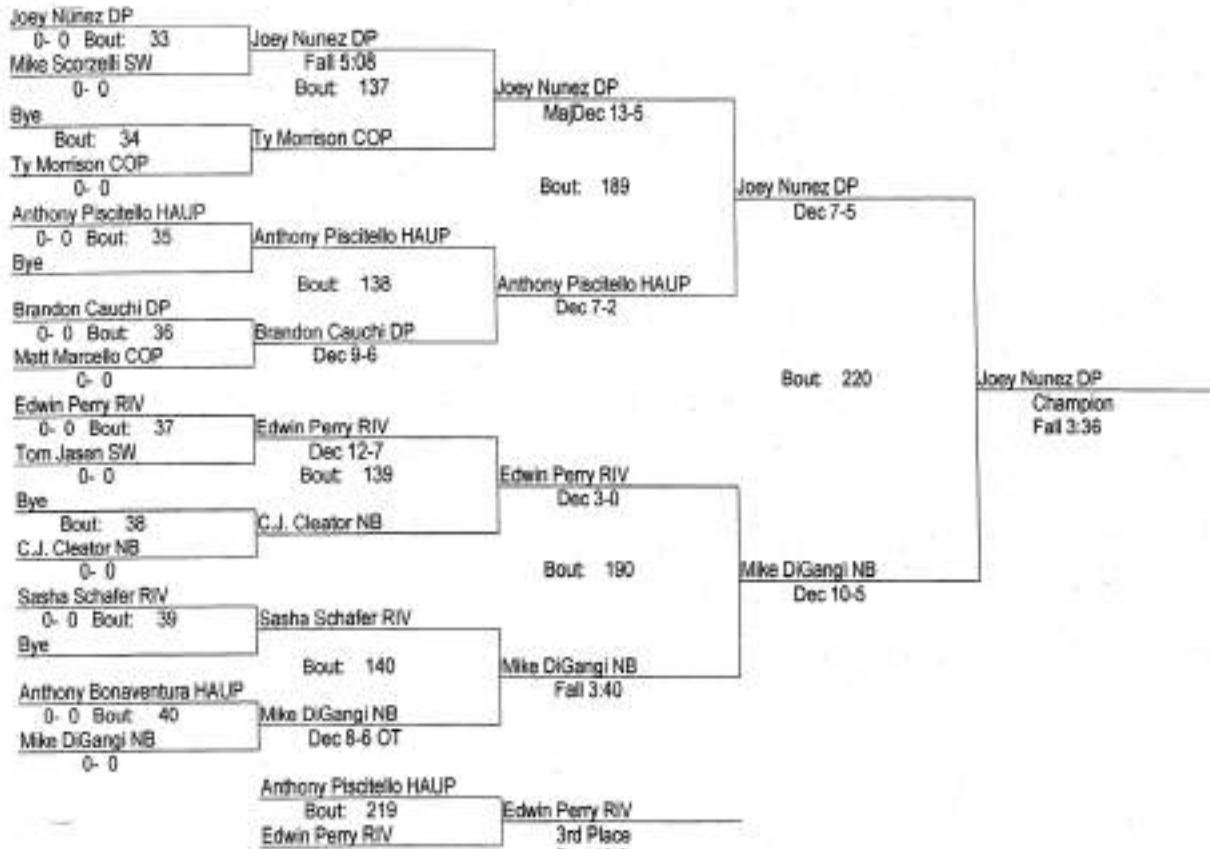 Joey Nunez DP
0- 0 Bout: 33
Mike Scorzelli SW
0- 0
Bye
Bout: 34
Ty Morrison COP
0- 0
Anthony Piscitello HAUP
0- 0 Bout: 35
Bye
Brandon Cauchi DP
0- 0 Bout: 36
Matt Marcello COP
0- 0
Edwin Perry RIV
0- 0 Bout: 37
Tom Jasen SW
0- 0
Bye
Bout: 38
C.J. Cleator NB
0- 0
Sasha Schafer RIV
0- 0 Bout: 39
Bye
Anthony Bonaventura HAUP
0- 0 Bout: 40
Mike DiGangi NB
0- 0
Joey Nunez DP
Fall 5:08
Bout: 137
Ty Morrison COP
Anthony Piscitello HAUP
Bout: 138
Brandon Cauchi DP
Dec 9-6
Edwin Perry RIV
Dec 12-7
Bout: 139
C.J. Cleator NB
Sasha Schafer RIV
Bout: 140
Mike DiGangi NB
Dec 8-6 OT
Joey Nunez DP
MajDec 13-5
Bout: 189
Anthony Piscitello HAUP
Dec 7-2
Edwin Perry RIV
Dec 3-0
Bout: 190
Mike DiGangi NB
Fall 3:40
Joey Nunez DP
Dec 7-5
Bout: 220
Mike DiGangi NB
Dec 10-5
Joey Nunez DP
Champion
Fall 3:36
Anthony Piscitello HAUP
Bout: 219
Edwin Perry RIV
Edwin Perry RIV
3rd Place